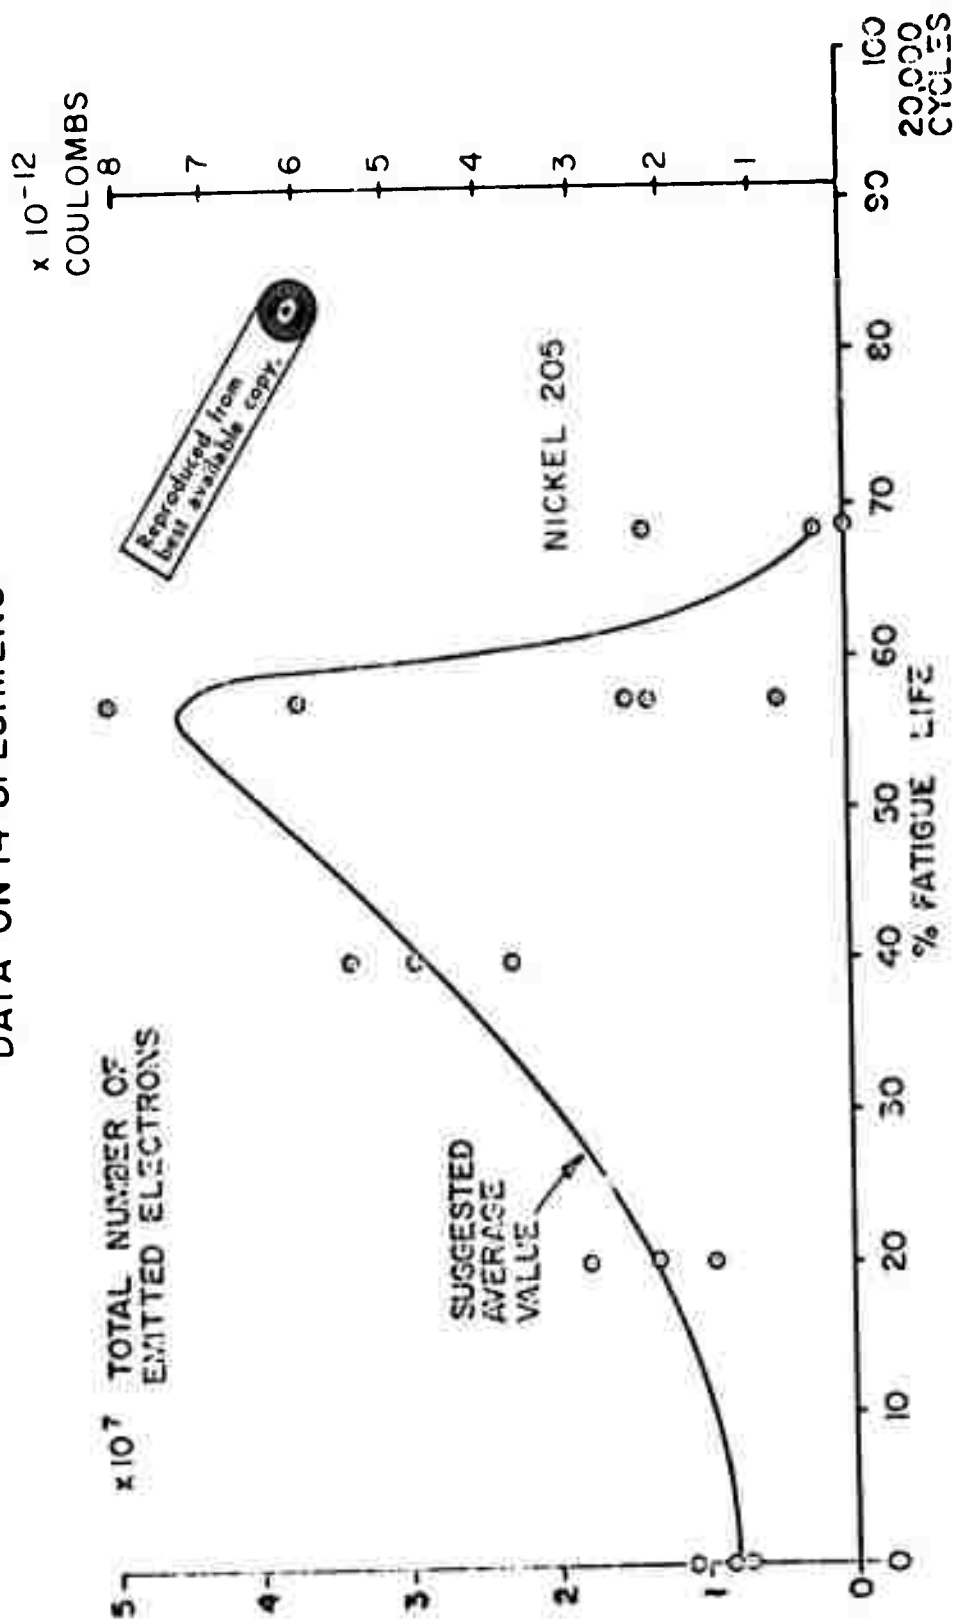 DATA ON 14 SPECIMENS
x10⁷ TOTAL NUMBER OF
EMITTED ELECTRONS
x 10⁻¹²
COULOMBS
5
4
3
2
1
0
8
7
6
5
4
3
2
1
Reproduced from
best available copy.
SUGGESTED
AVERAGE
VALUE
NICKEL 205
0
10
20
30
40
50
60
70
80
90
100
% FATIGUE LIFE
20,000
CYCLES